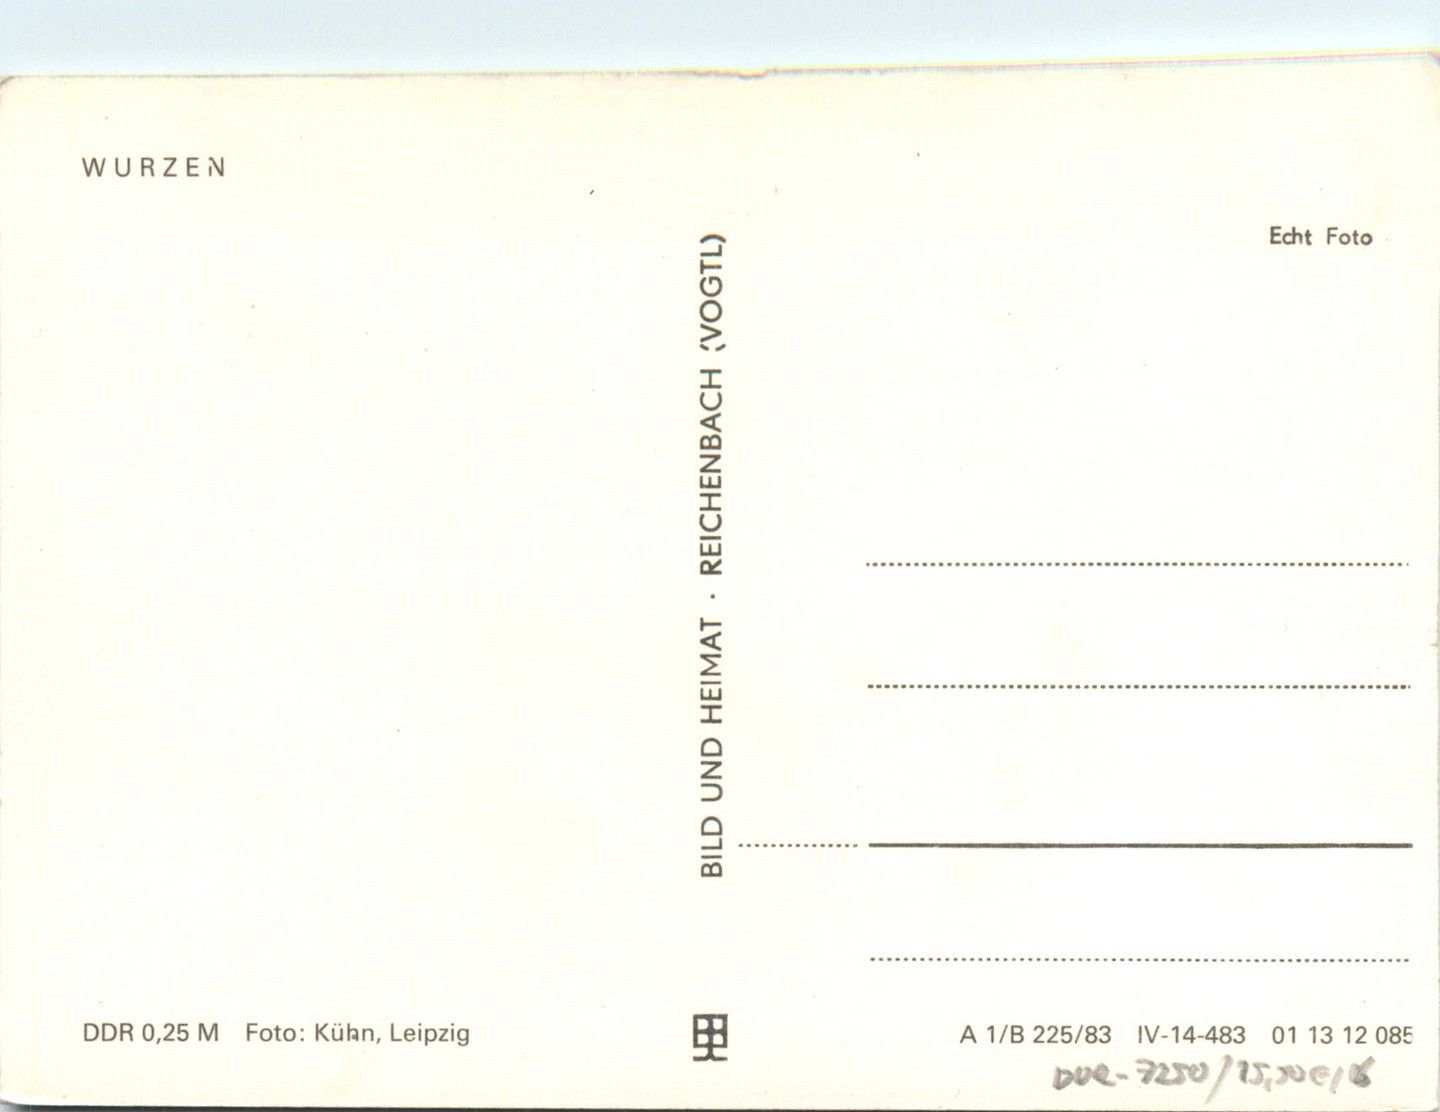 WURZEN
Echt Foto
BILD UND HEIMAT · REICHENBACH (VOGTL)
DDR 0,25 M Foto: Kühn, Leipzig
A 1/B 225/83 IV-14-483 01 13 12 085